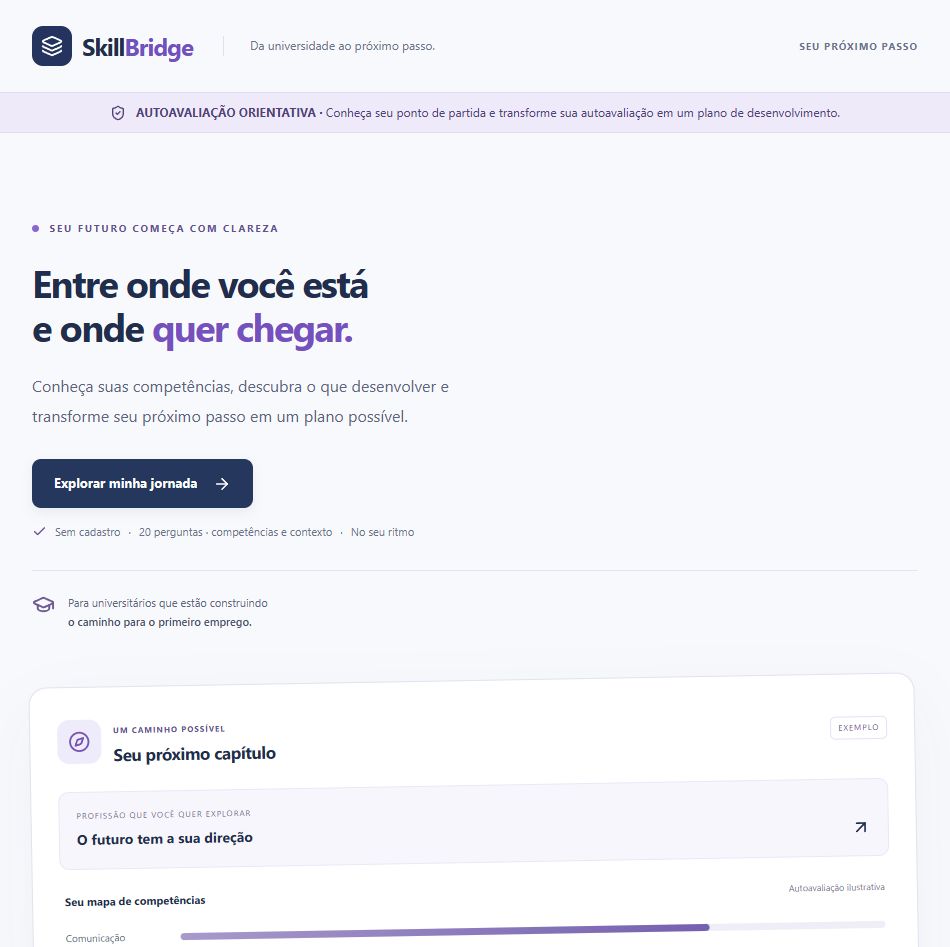 SkillBridge
Da universidade ao próximo passo.
SEU PRÓXIMO PASSO
AUTOAVALIAÇÃO ORIENTATIVA · Conheça seu ponto de partida e transforme sua autoavaliação em um plano de desenvolvimento.
SEU FUTURO COMEÇA COM CLAREZA
Entre onde você está
e onde quer chegar.
Conheça suas competências, descubra o que desenvolver e
transforme seu próximo passo em um plano possível.
Explorar minha jornada
Sem cadastro · 20 perguntas · competências e contexto · No seu ritmo
Para universitários que estão construindo
o caminho para o primeiro emprego.
UM CAMINHO POSSÍVEL
Seu próximo capítulo
EXEMPLO
PROFISSÃO QUE VOCÊ QUER EXPLORAR
O futuro tem a sua direção
Seu mapa de competências
Autoavaliação ilustrativa
Comunicação